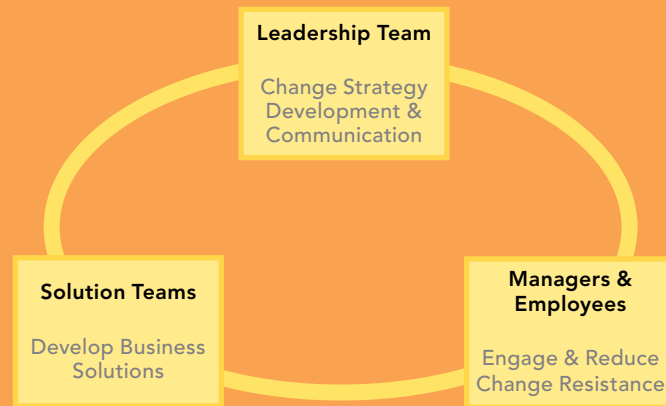 Leadership Team
Change Strategy
Development &
Communication
Solution Teams
Develop Business
Solutions
Managers &
Employees
Engage & Reduce
Change Resistance